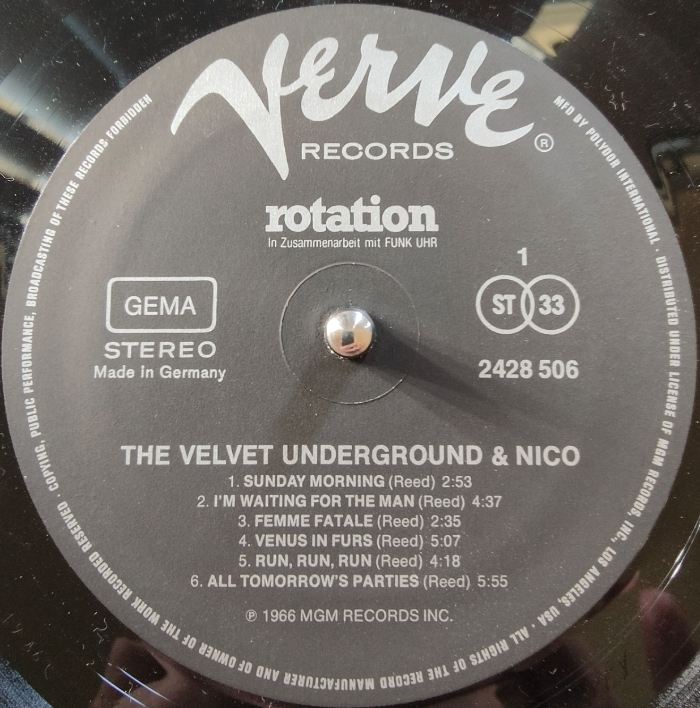 Verve
RECORDS
®
rotation
In Zusammenarbeit mit FUNK UHR
GEMA
STEREO
Made in Germany
1
ST 33
2428 506
THE VELVET UNDERGROUND & NICO
1. SUNDAY MORNING (Reed) 2:53
2. I'M WAITING FOR THE MAN (Reed) 4:37
3. FEMME FATALE (Reed) 2:35
4. VENUS IN FURS (Reed) 5:07
5. RUN, RUN, RUN (Reed) 4:18
6. ALL TOMORROW'S PARTIES (Reed) 5:55
℗ 1966 MGM RECORDS INC.
MFD BY POLYDOR INTERNATIONAL · DISTRIBUTED UNDER LICENSE OF MGM RECORDS, INC., LOS ANGELES, USA · ALL RIGHTS OF THE RECORD MANUFACTURER AND OF OWNER OF THE WORK RECORDED RESERVED · COPYING, PUBLIC PERFORMANCE, BROADCASTING OF THESE RECORDS FORBIDDEN